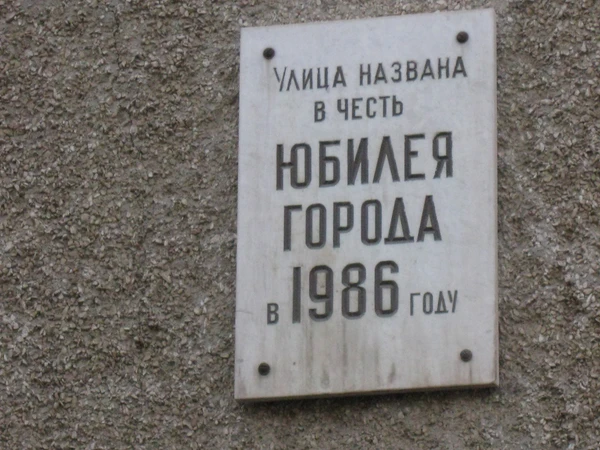 УЛИЦА НАЗВАНА
В ЧЕСТЬ
ЮБИЛЕЯ
ГОРОДА
В 1986 ГОДУ